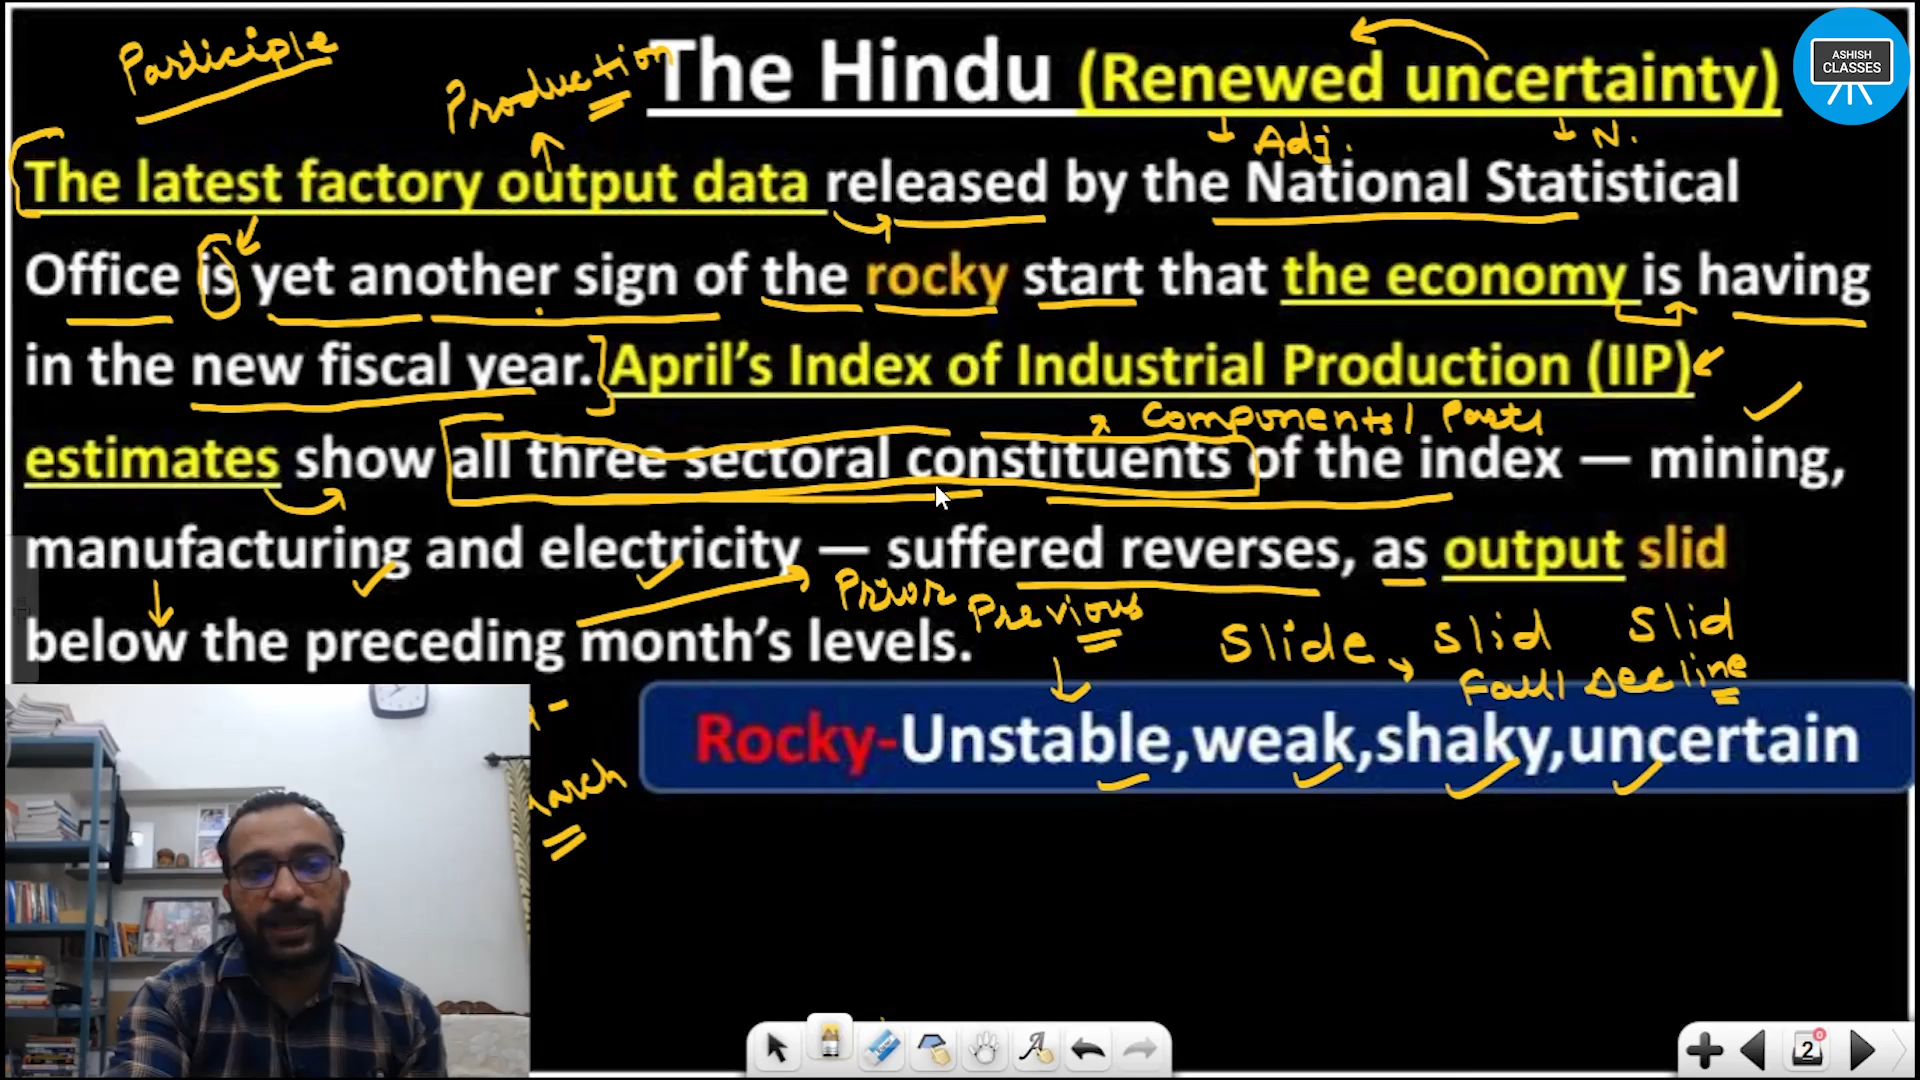 Participle
Production
The Hindu (Renewed uncertainty)
ASHISH
CLASSES
Adj. N.
The latest factory output data released by the National Statistical
Office is yet another sign of the rocky start that the economy is having
in the new fiscal year. April’s Index of Industrial Production (IIP)
Components/ Parts
estimates show all three sectoral constituents of the index — mining,
manufacturing and electricity — suffered reverses, as output slid
Prior Previous
Slide Slid Slid
below the preceding month’s levels.
Fall Decline
Rocky-Unstable,weak,shaky,uncertain
2